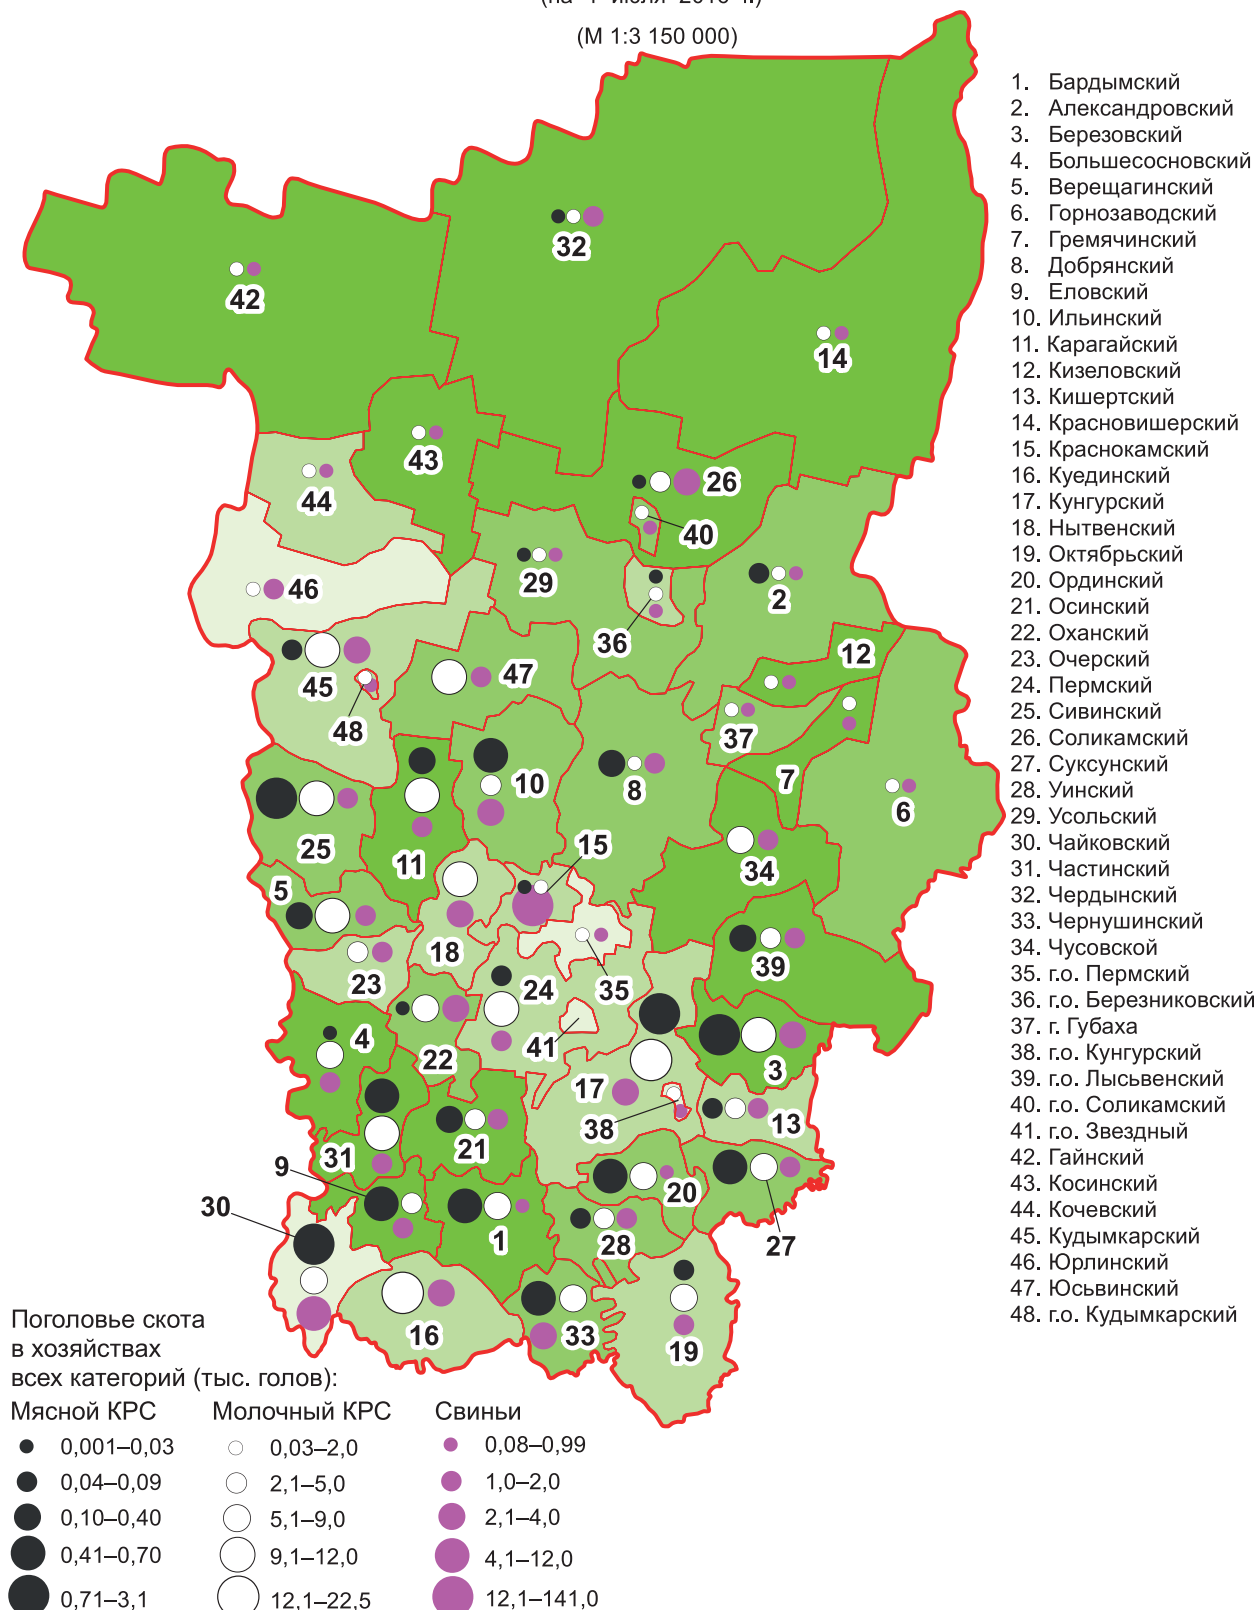 (М 1:3 150 000)
1. Бардымский
2. Александровский
3. Березовский
4. Большесосновский
5. Верещагинский
6. Горнозаводский
7. Гремячинский
8. Добрянский
9. Еловский
10. Ильинский
11. Карагайский
12. Кизеловский
13. Кишертский
14. Красновишерский
15. Краснокамский
16. Куединский
17. Кунгурский
18. Нытвенский
19. Октябрьский
20. Ординский
21. Осинский
22. Оханский
23. Очерский
24. Пермский
25. Сивинский
26. Соликамский
27. Суксунский
28. Уинский
29. Усольский
30. Чайковский
31. Частинский
32. Чердынский
33. Чернушинский
34. Чусовской
35. г.о. Пермский
36. г.о. Березниковский
37. г. Губаха
38. г.о. Кунгурский
39. г.о. Лысьвенский
40. г.о. Соликамский
41. г.о. Звездный
42. Гайнский
43. Косинский
44. Кочевский
45. Кудымкарский
46. Юрлинский
47. Юсьвинский
48. г.о. Кудымкарский
32
42
14
43
26
44
40
46
29
2
36
12
45
47
48
37
10
8
7
6
25
11
15
34
5
18
39
23
24
35
4
22
41
3
17
38
13
31
21
9
20
30
1
28
27
16
33
19
Поголовье скота
в хозяйствах
всех категорий (тыс. голов):
Мясной КРС Молочный КРС Свиньи
0,001–0,03 0,03–2,0 0,08–0,99
0,04–0,09 2,1–5,0 1,0–2,0
0,10–0,40 5,1–9,0 2,1–4,0
0,41–0,70 9,1–12,0 4,1–12,0
0,71–3,1 12,1–22,5 12,1–141,0